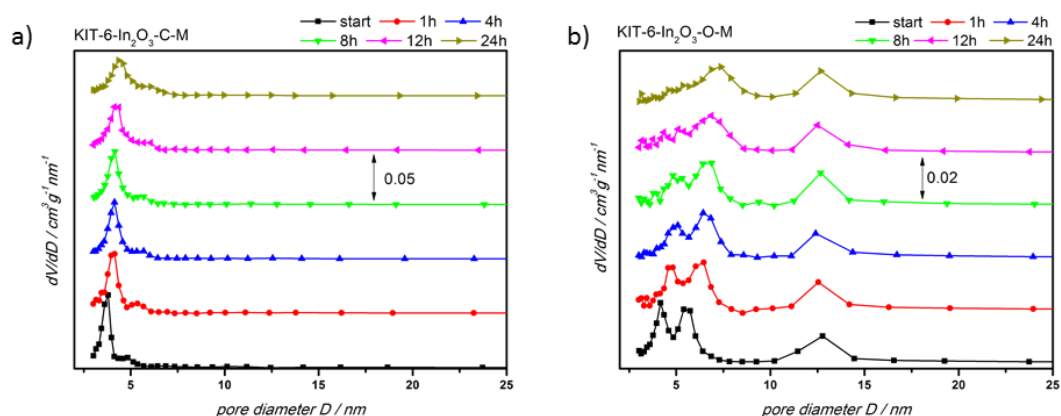 a)
KIT-6-In₂O₃-C-M
start 1h 4h
8h 12h 24h
dV/dD / cm³g⁻¹nm⁻¹
0.05
5 10 15 20 25
pore diameter D / nm
b)
KIT-6-In₂O₃-O-M
start 1h 4h
8h 12h 24h
dV/dD / cm³g⁻¹nm⁻¹
0.02
5 10 15 20 25
pore diameter D / nm